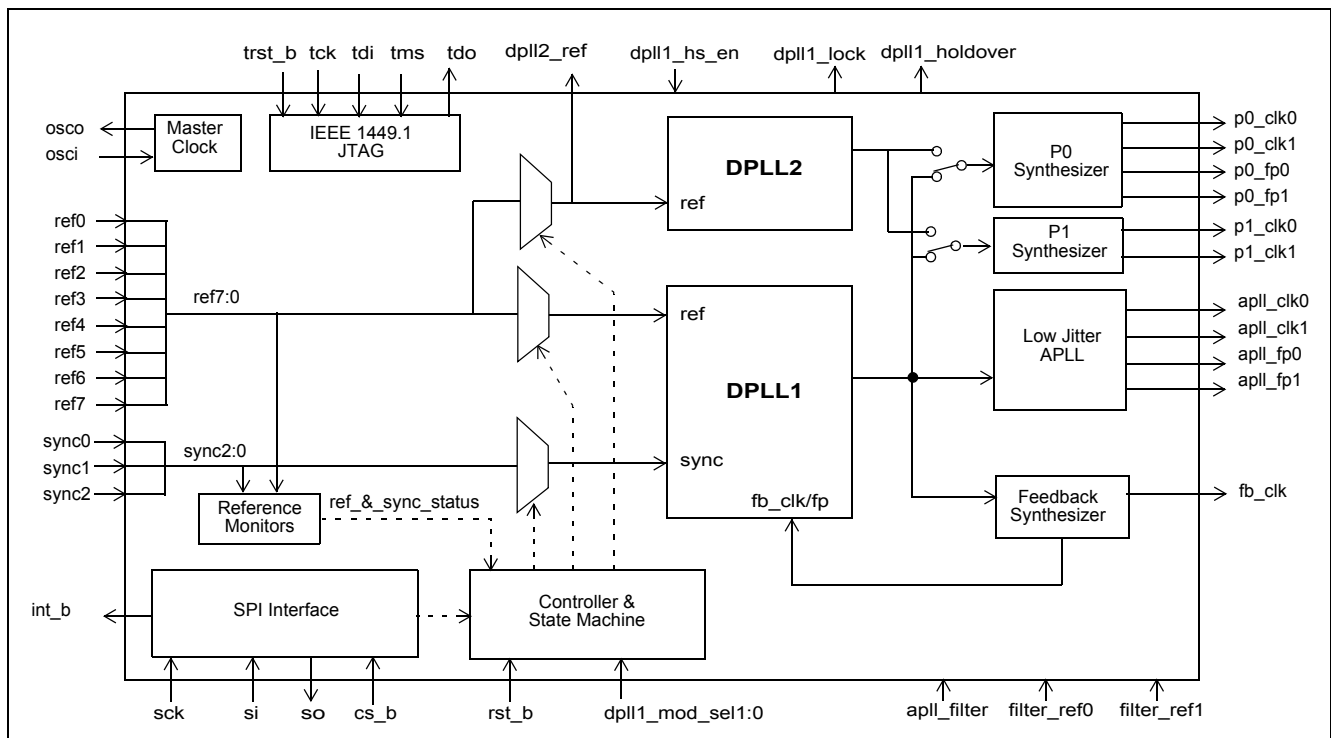 trst_b tck tdi tms tdo dpll2_ref dpll1_hs_en dpll1_lock dpll1_holdover
osco
osci
Master
Clock
IEEE 1449.1
JTAG
DPLL2
ref
P0
Synthesizer
p0_clk0
p0_clk1
p0_fp0
p0_fp1
P1
Synthesizer
p1_clk0
p1_clk1
ref0
ref1
ref2
ref3
ref4
ref5
ref6
ref7
ref7:0
ref
DPLL1
sync
fb_clk/fp
Low Jitter
APLL
apll_clk0
apll_clk1
apll_fp0
apll_fp1
sync0
sync1
sync2
sync2:0
Reference
Monitors
ref_&_sync_status
Feedback
Synthesizer
fb_clk
int_b
SPI Interface
Controller &
State Machine
sck si so cs_b rst_b dpll1_mod_sel1:0 apll_filter filter_ref0 filter_ref1